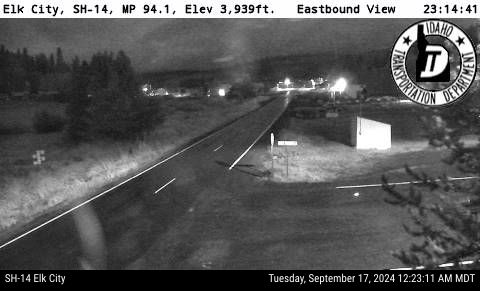 Elk City, SH-14, MP 94.1, Elev 3,939ft. Eastbound View 23:14:41
IDAHO
TRANSPORTATION DEPARTMENT
SH-14 Elk City Tuesday, September 17, 2024 12:23:11 AM MDT